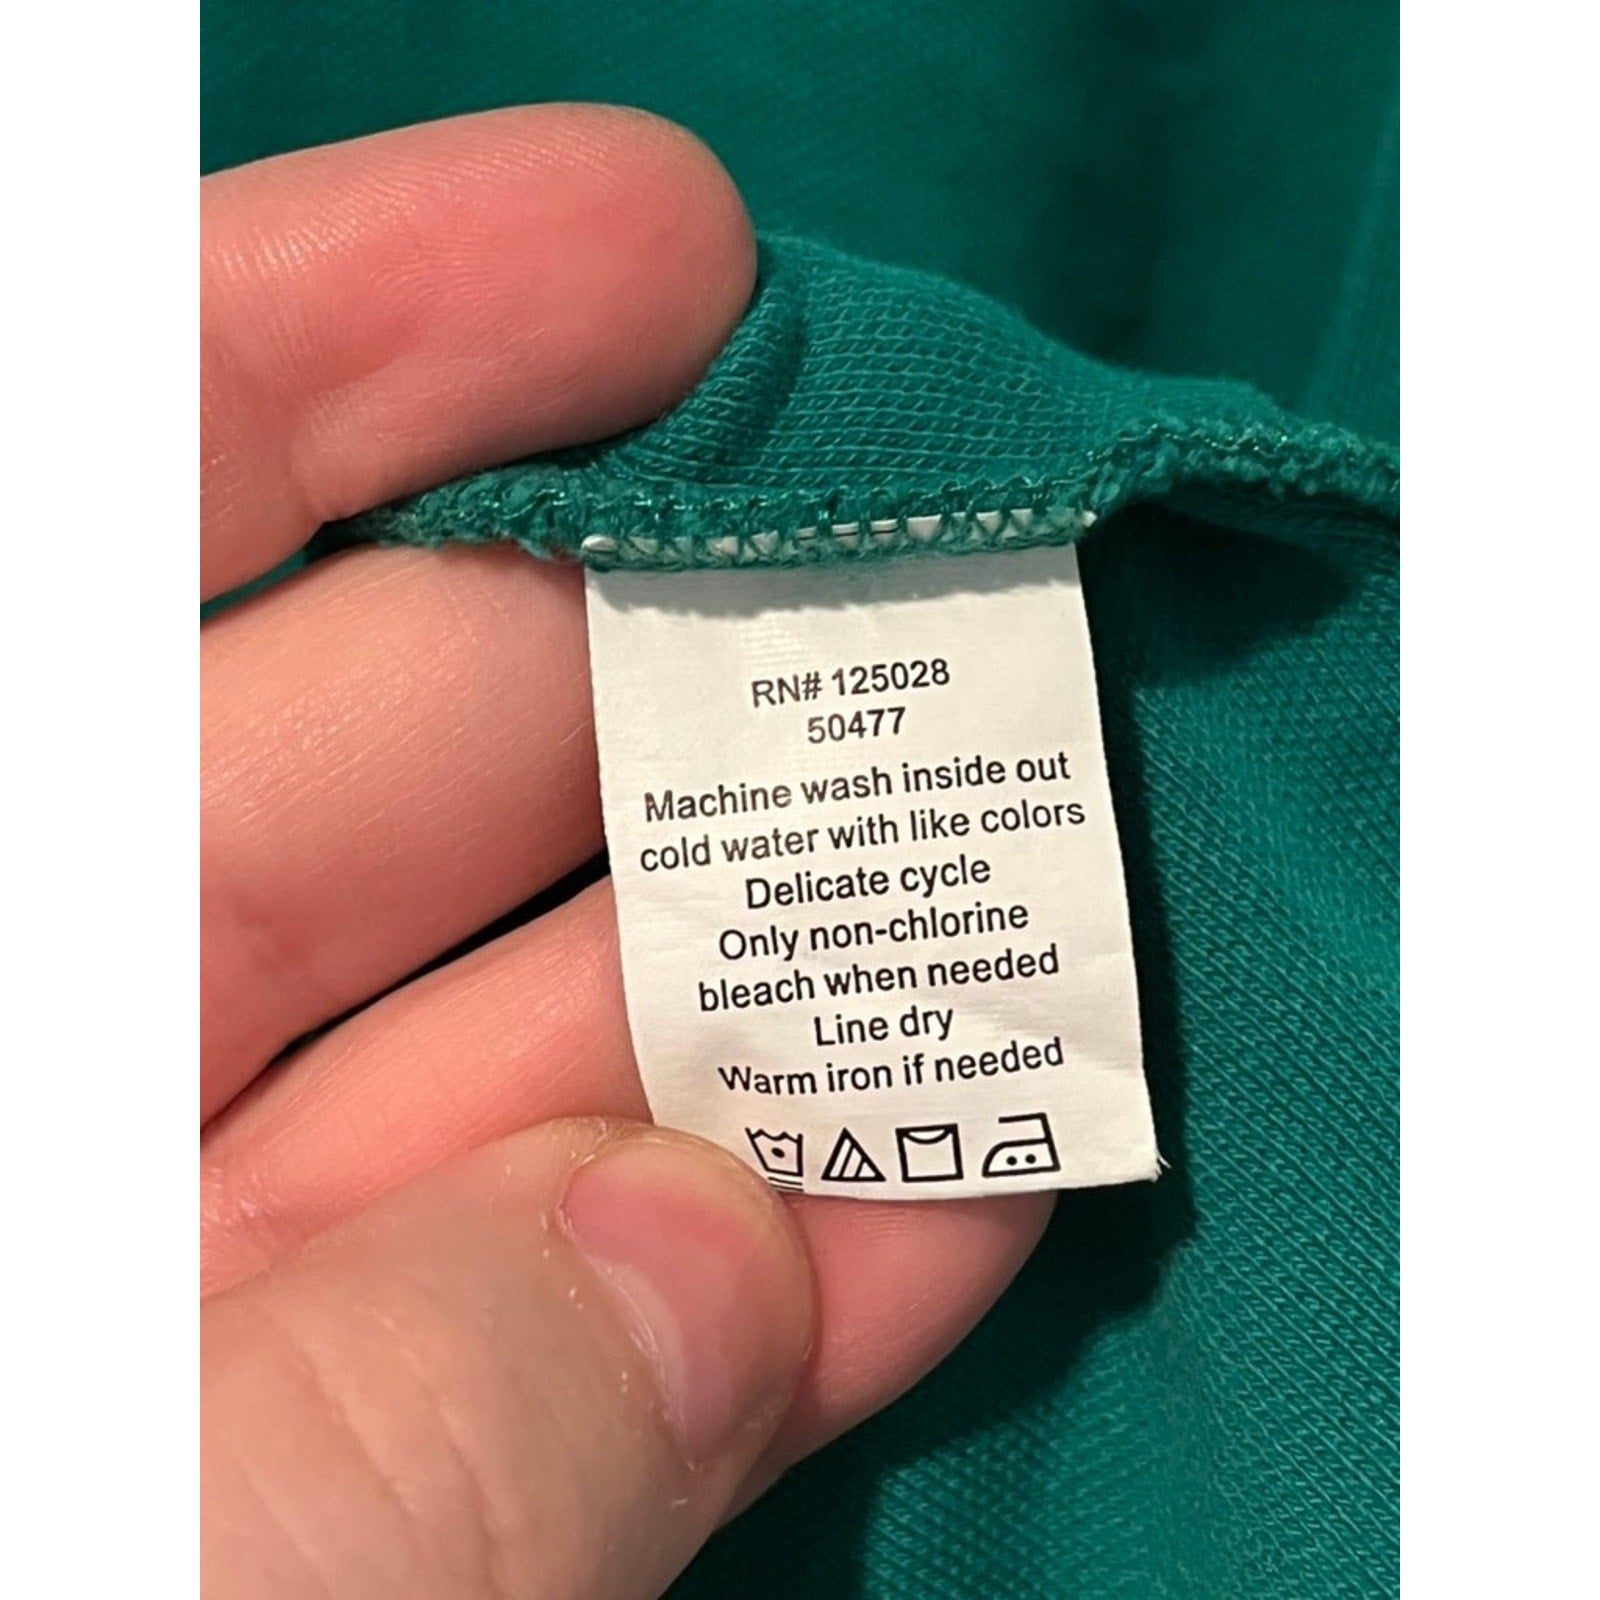 RN# 125028
50477
Machine wash inside out
cold water with like colors
Delicate cycle
Only non-chlorine
bleach when needed
Line dry
Warm iron if needed